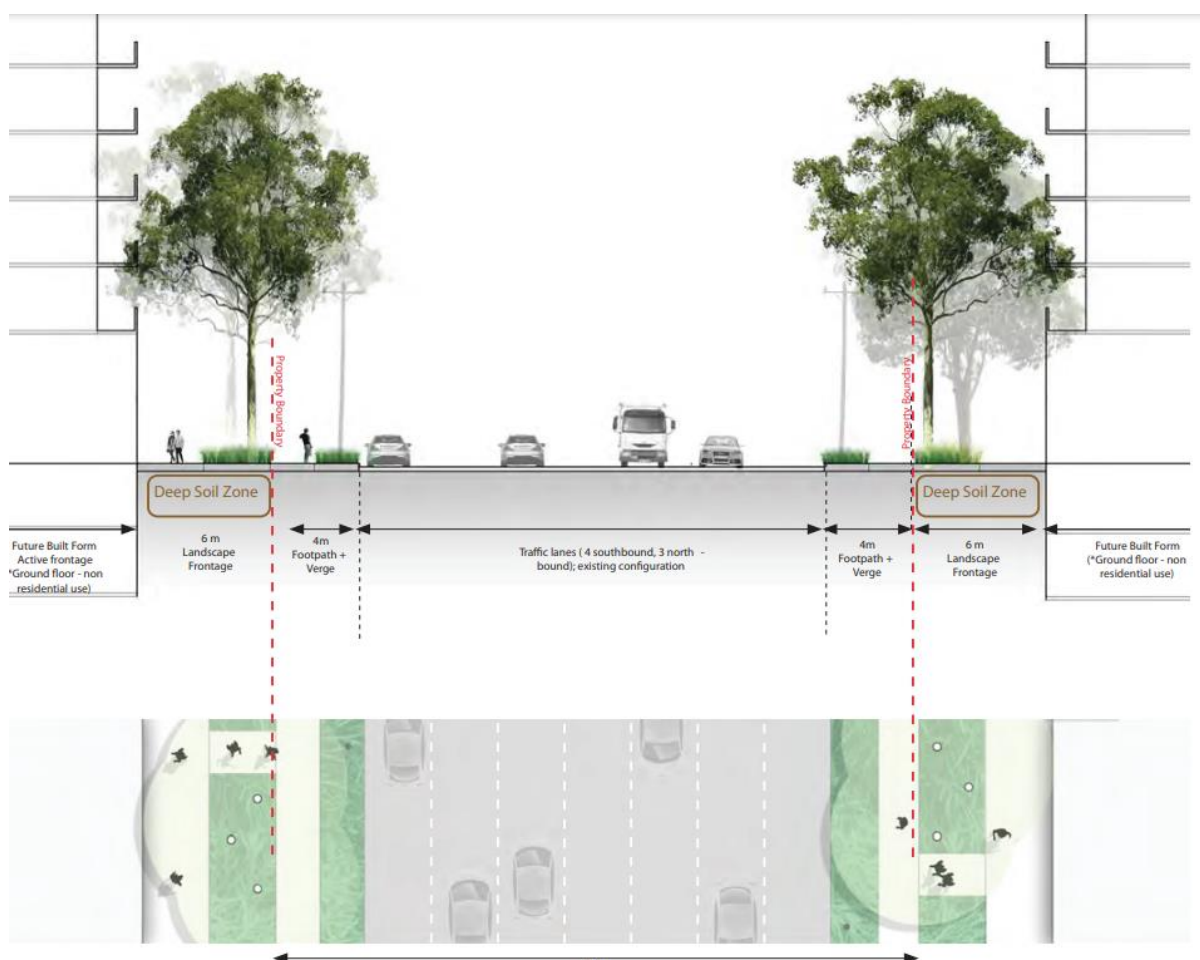 Property Boundary
Property Boundary
Deep Soil Zone
Deep Soil Zone
Future Built Form
Active frontage
*Ground floor - non
residential use)
6 m
Landscape
Frontage
4m
Footpath +
Verge
Traffic lanes ( 4 southbound, 3 north -
bound); existing configuration
4m
Footpath +
Verge
6 m
Landscape
Frontage
Future Built Form
(*Ground floor - non
residential use)